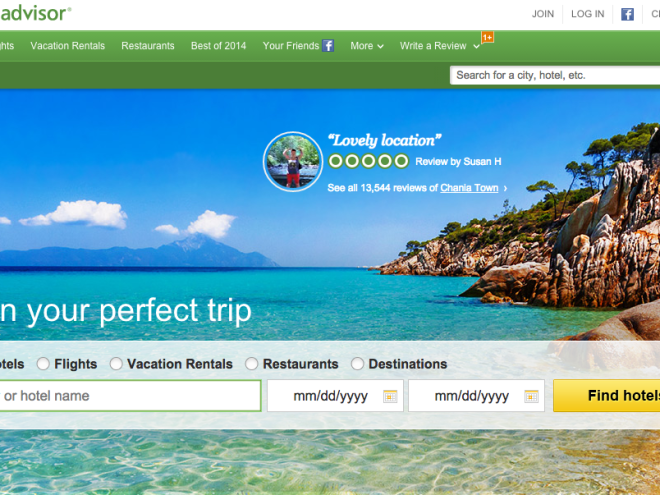 advisor®
JOIN LOG IN f
hts Vacation Rentals Restaurants Best of 2014 Your Friends f More Write a Review 1+
Search for a city, hotel, etc.
“Lovely location”
Review by Susan H
See all 13,544 reviews of Chania Town ›
n your perfect trip
otels Flights Vacation Rentals Restaurants Destinations
or hotel name mm/dd/yyyy mm/dd/yyyy Find hotels